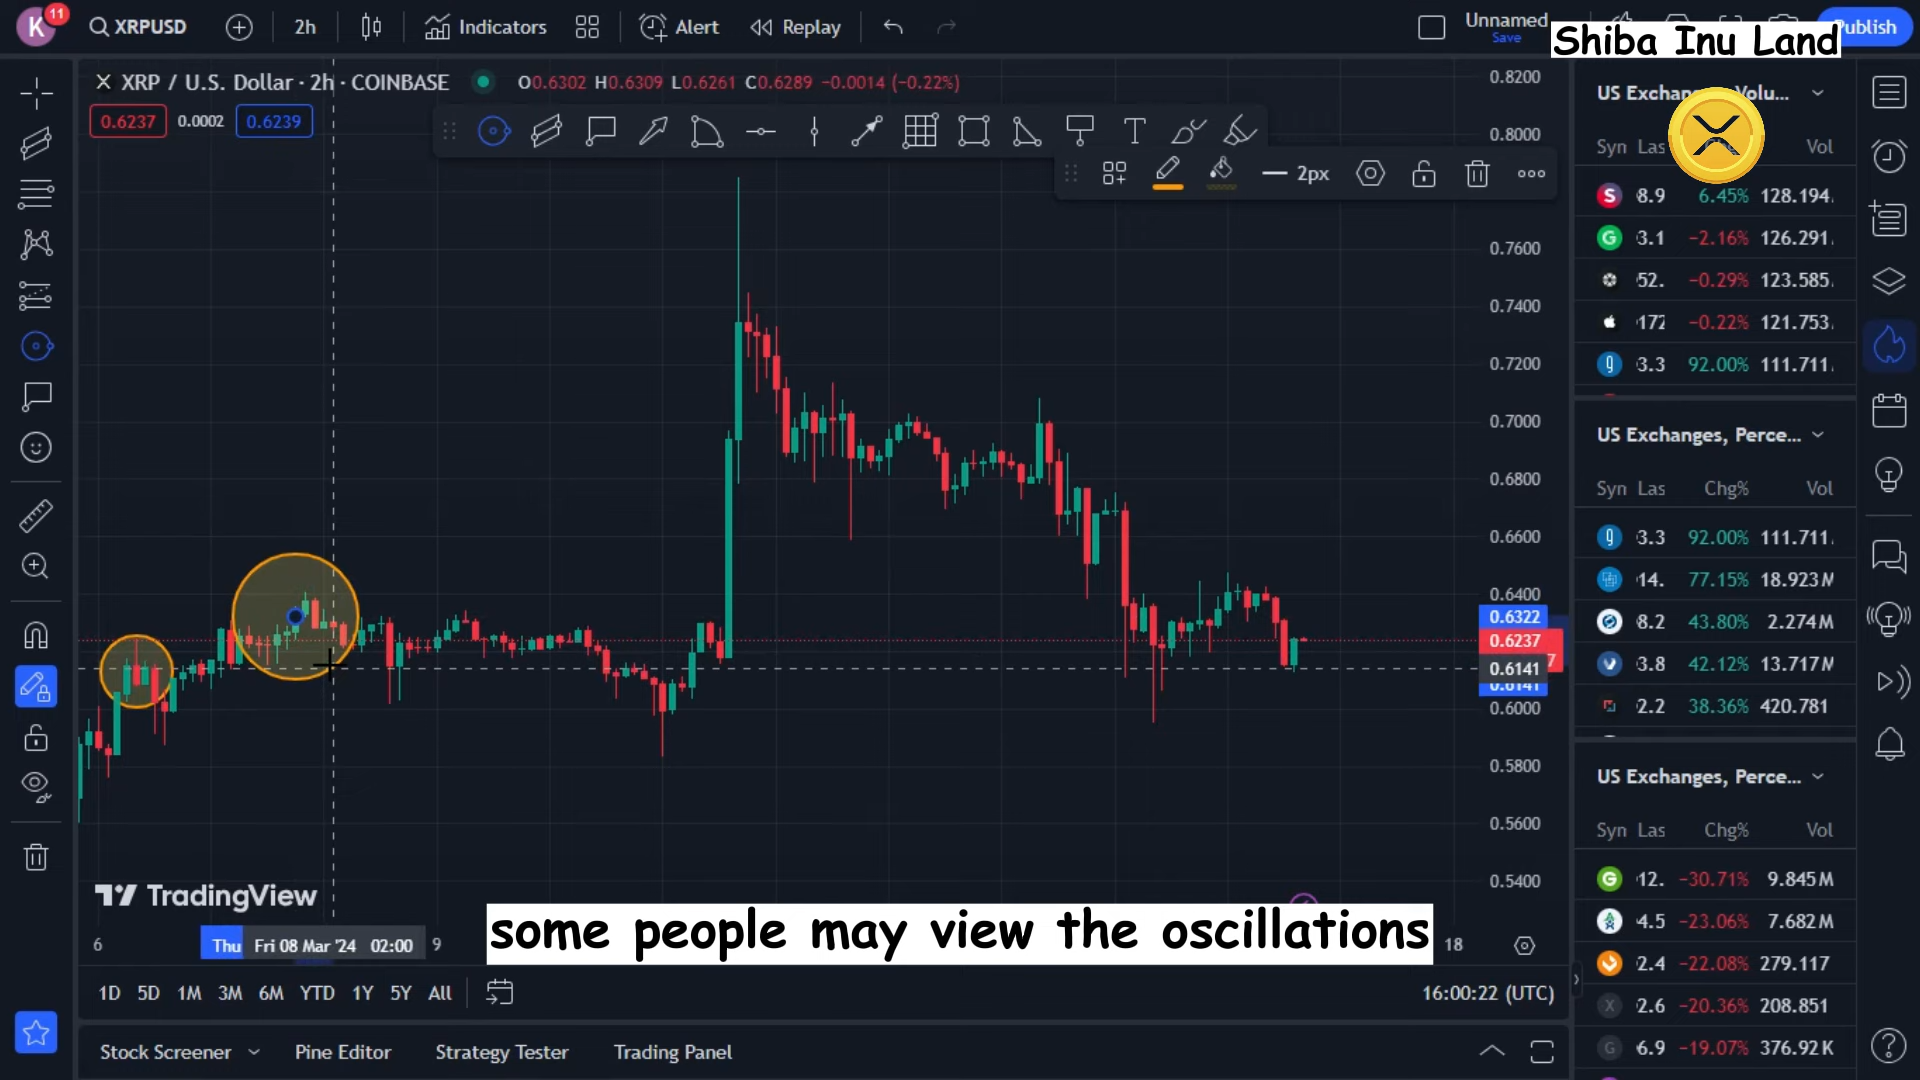 K 11 XRPUSD 2h Indicators Alert Replay Unnamed Save Publish
Shiba Inu Land
XRP / U.S. Dollar · 2h · COINBASE O0.6302 H0.6309 L0.6261 C0.6289 −0.0014 (−0.22%)
0.6237 0.0002 0.6239
T 2px
0.8200
0.8000
0.7600
0.7400
0.7200
0.7000
0.6800
0.6600
0.6400
0.6322
0.6237
0.6141
0.6141
0.6000
0.5800
0.5600
0.5400
TradingView
some people may view the oscillations
6 Thu Fri 08 Mar '24 02:00 9 18
1D 5D 1M 3M 6M YTD 1Y 5Y All 16:00:22 (UTC)
Stock Screener Pine Editor Strategy Tester Trading Panel
US Exchan Volu...
Syn Las Vol
S 8.9 6.45% 128.194
G 3.1 −2.16% 126.291
52. −0.29% 123.585
172 −0.22% 121.753
3.3 92.00% 111.711
US Exchanges, Perce...
Syn Las Chg% Vol
3.3 92.00% 111.711
14. 77.15% 18.923M
8.2 43.80% 2.274M
3.8 42.12% 13.717M
2.2 38.36% 420.781
US Exchanges, Perce...
Syn Las Chg% Vol
G 12. −30.71% 9.845M
4.5 −23.06% 7.682M
2.4 −22.08% 279.117
X 2.6 −20.36% 208.851
G 6.9 −19.07% 376.92K